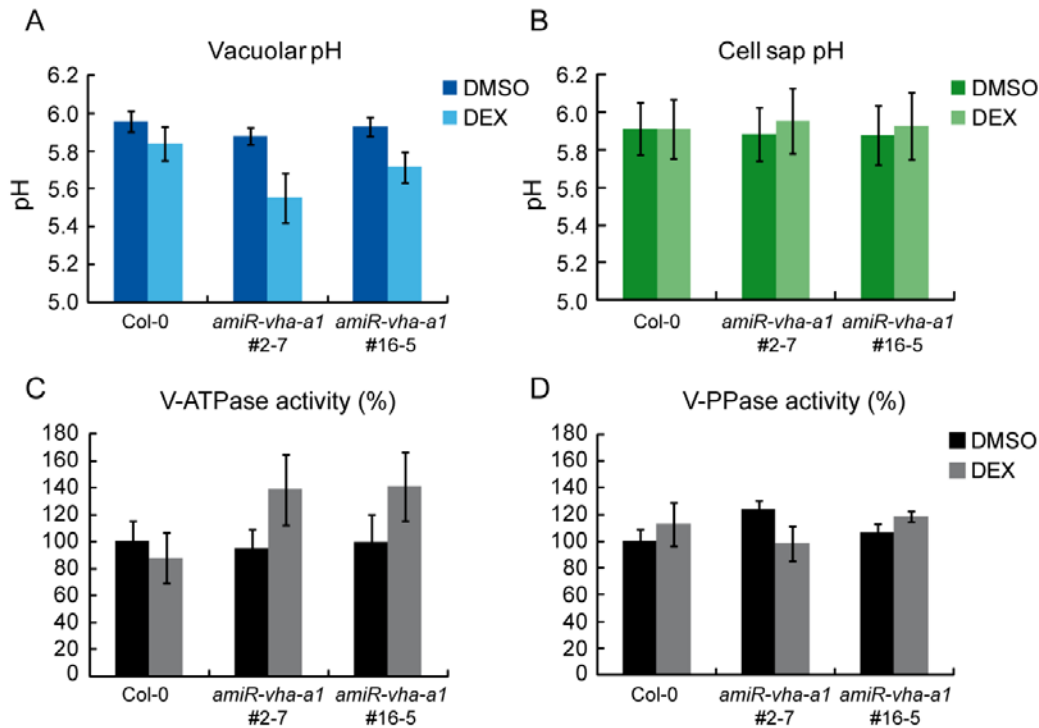 A
Vacuolar pH
DMSO
DEX
pH
6.2
6.0
5.8
5.6
5.4
5.2
5.0
Col-0 amiR-vha-a1 amiR-vha-a1
#2-7 #16-5
B
Cell sap pH
DMSO
DEX
pH
6.2
6.0
5.8
5.6
5.4
5.2
5.0
Col-0 amiR-vha-a1 amiR-vha-a1
#2-7 #16-5
C
V-ATPase activity (%)
180
160
140
120
100
80
60
40
20
0
Col-0 amiR-vha-a1 amiR-vha-a1
#2-7 #16-5
D
V-PPase activity (%)
DMSO
DEX
180
160
140
120
100
80
60
40
20
0
Col-0 amiR-vha-a1 amiR-vha-a1
#2-7 #16-5